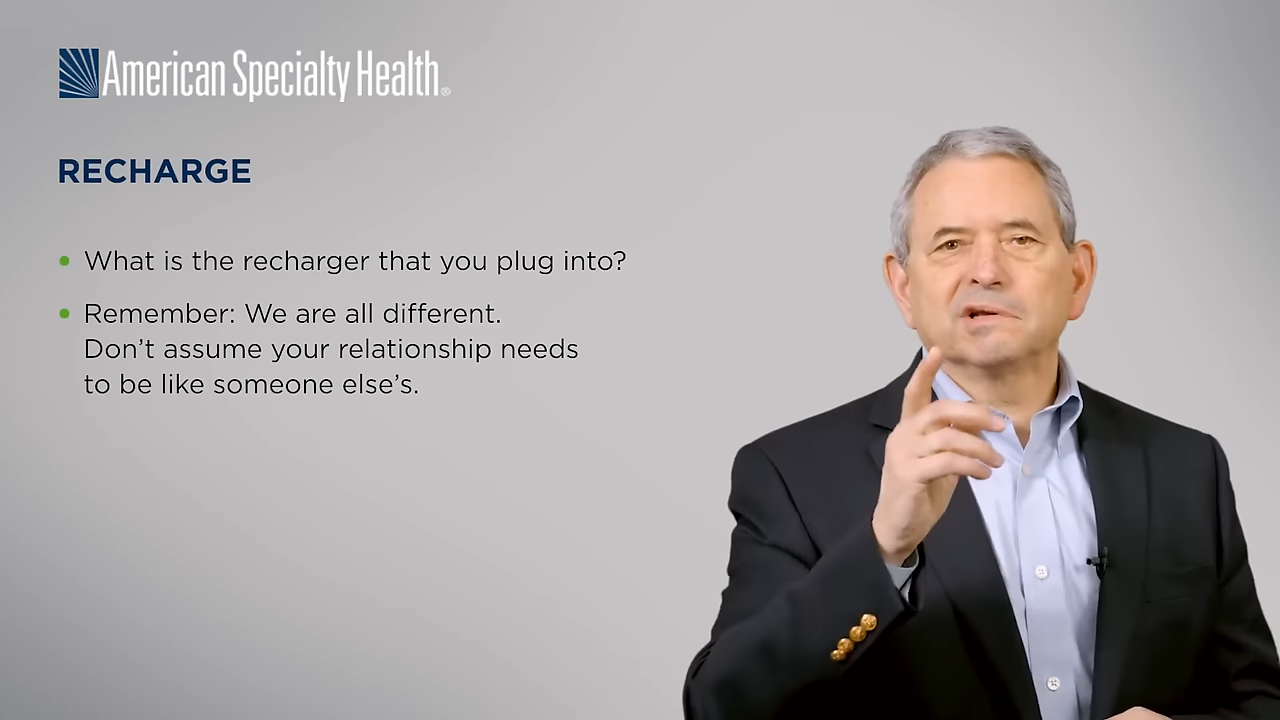 American Specialty Health®
RECHARGE
• What is the recharger that you plug into?
• Remember: We are all different.
Don’t assume your relationship needs
to be like someone else’s.